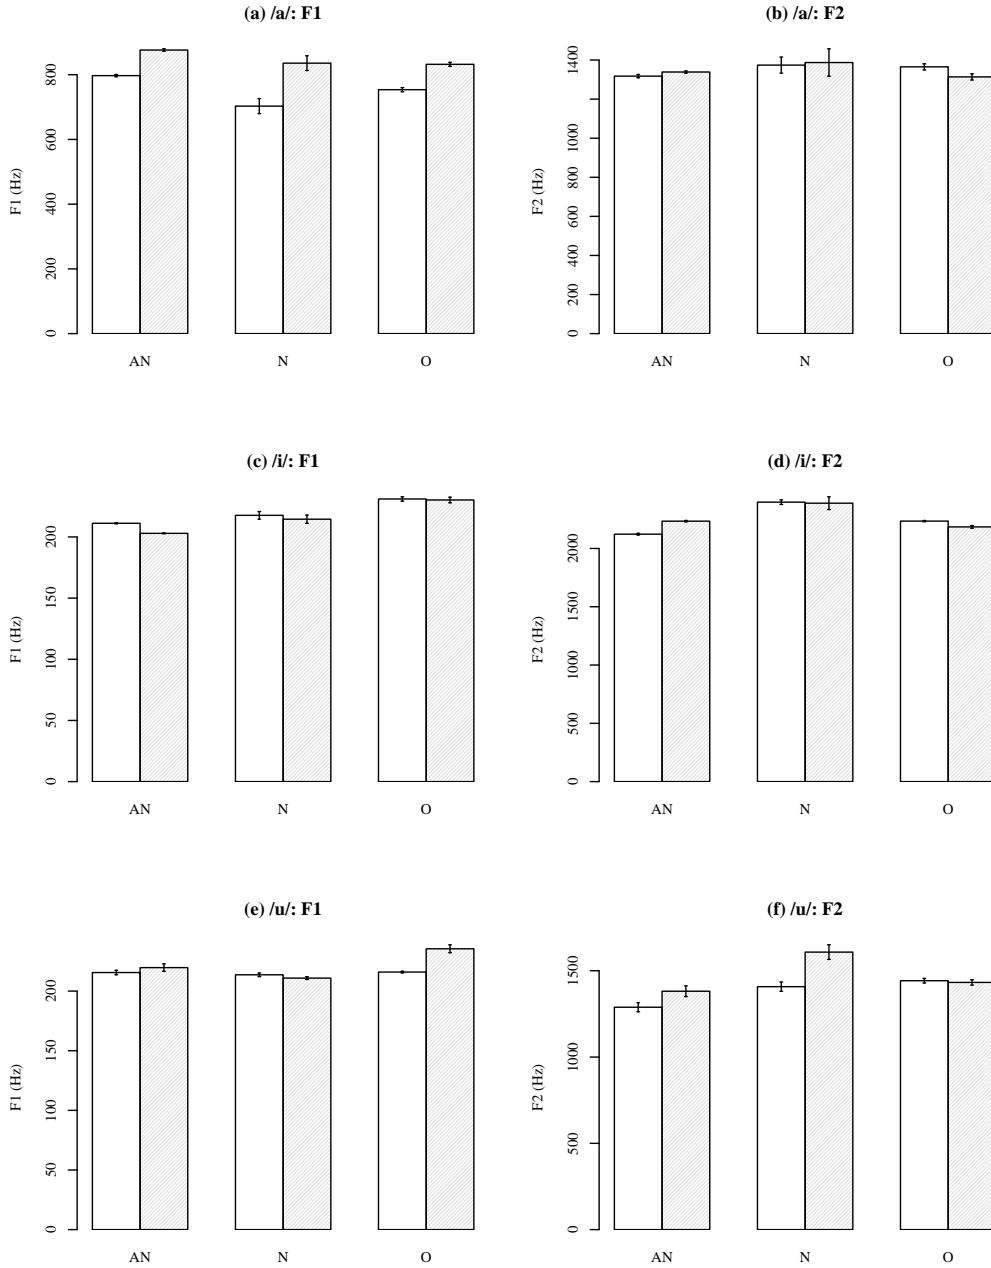 (a) /a/: F1
F1 (Hz)
0
200
400
600
800
AN
N
O
(b) /a/: F2
F2 (Hz)
0
200
400
600
800
1000
1400
AN
N
O
(c) /i/: F1
F1 (Hz)
0
50
100
150
200
AN
N
O
(d) /i/: F2
F2 (Hz)
0
500
1000
1500
2000
AN
N
O
(e) /u/: F1
F1 (Hz)
0
50
100
150
200
AN
N
O
(f) /u/: F2
F2 (Hz)
0
500
1000
1500
AN
N
O